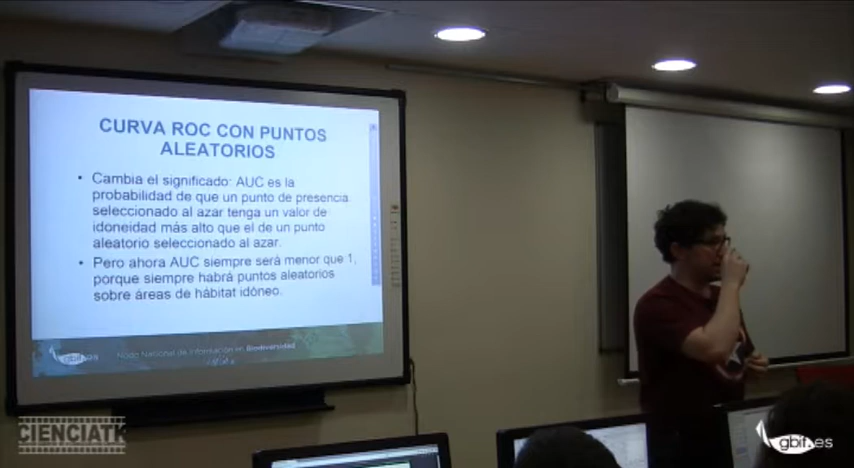 CURVA ROC CON PUNTOS
ALEATORIOS
• Cambia el significado: AUC es la
probabilidad de que un punto de presencia
seleccionado al azar tenga un valor de
idoneidad más alto que el de un punto
aleatorio seleccionado al azar.
• Pero ahora AUC siempre será menor que 1,
porque siempre habrá puntos aleatorios
sobre áreas de hábitat idóneo.
gbif.es
Nodo Nacional de Información en Biodiversidad
CIENCIATK
gbif.es